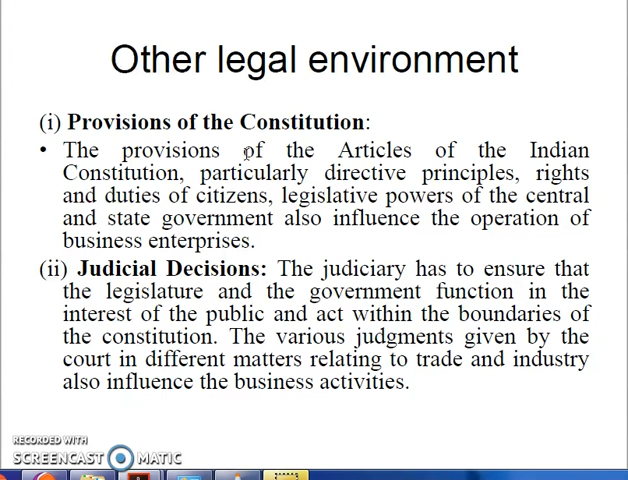 Other legal environment
(i) Provisions of the Constitution:
• The provisions of the Articles of the Indian
Constitution, particularly directive principles, rights
and duties of citizens, legislative powers of the central
and state government also influence the operation of
business enterprises.
(ii) Judicial Decisions: The judiciary has to ensure that
the legislature and the government function in the
interest of the public and act within the boundaries of
the constitution. The various judgments given by the
court in different matters relating to trade and industry
also influence the business activities.
RECORDED WITH
SCREENCAST MATIC